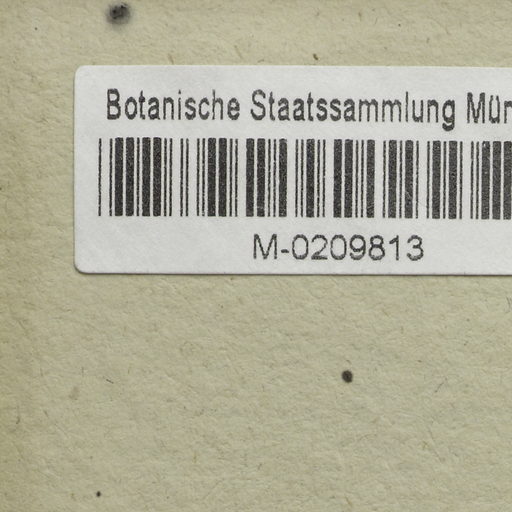 Botanische Staatssammlung Mün
M-0209813